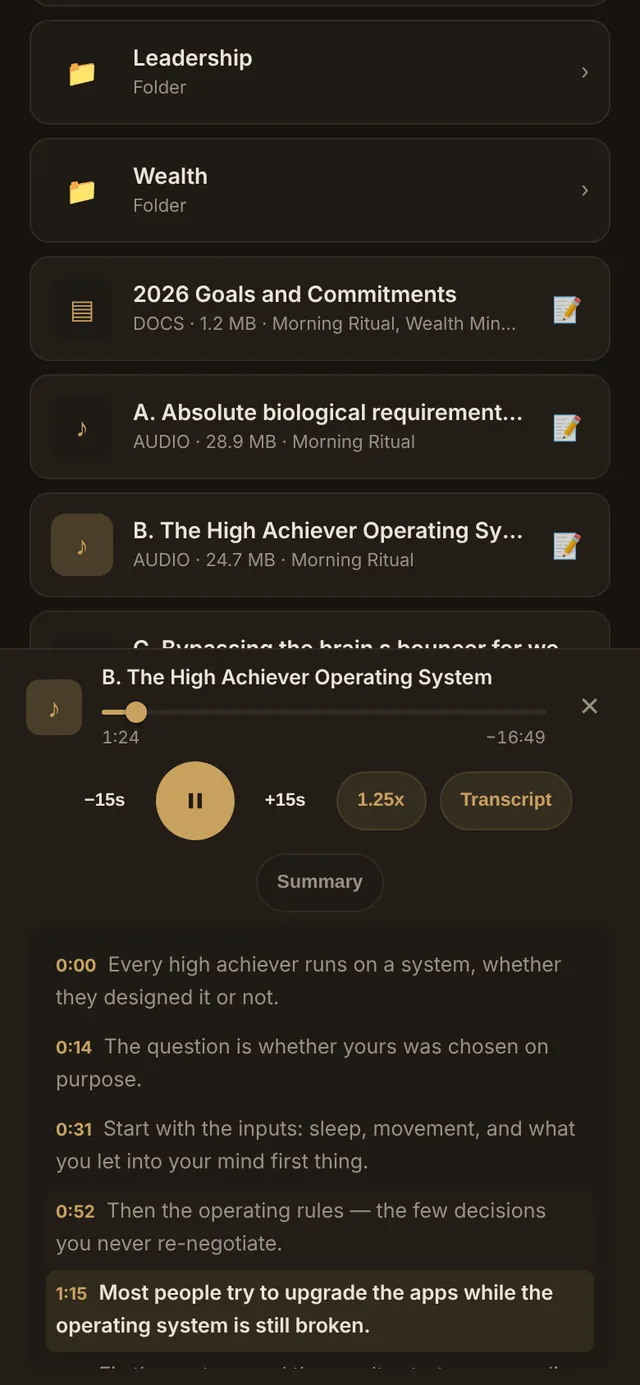 Leadership
Folder
Wealth
Folder
2026 Goals and Commitments
DOCS · 1.2 MB · Morning Ritual, Wealth Min...
A. Absolute biological requirement...
AUDIO · 28.9 MB · Morning Ritual
B. The High Achiever Operating Sy...
AUDIO · 24.7 MB · Morning Ritual
C. Bypassing the brain s bouncer for we...
B. The High Achiever Operating System
1:24
−16:49
−15s
+15s
1.25x
Transcript
Summary
0:00 Every high achiever runs on a system, whether
they designed it or not.
0:14 The question is whether yours was chosen on
purpose.
0:31 Start with the inputs: sleep, movement, and what
you let into your mind first thing.
0:52 Then the operating rules — the few decisions
you never re-negotiate.
1:15 Most people try to upgrade the apps while the
operating system is still broken.